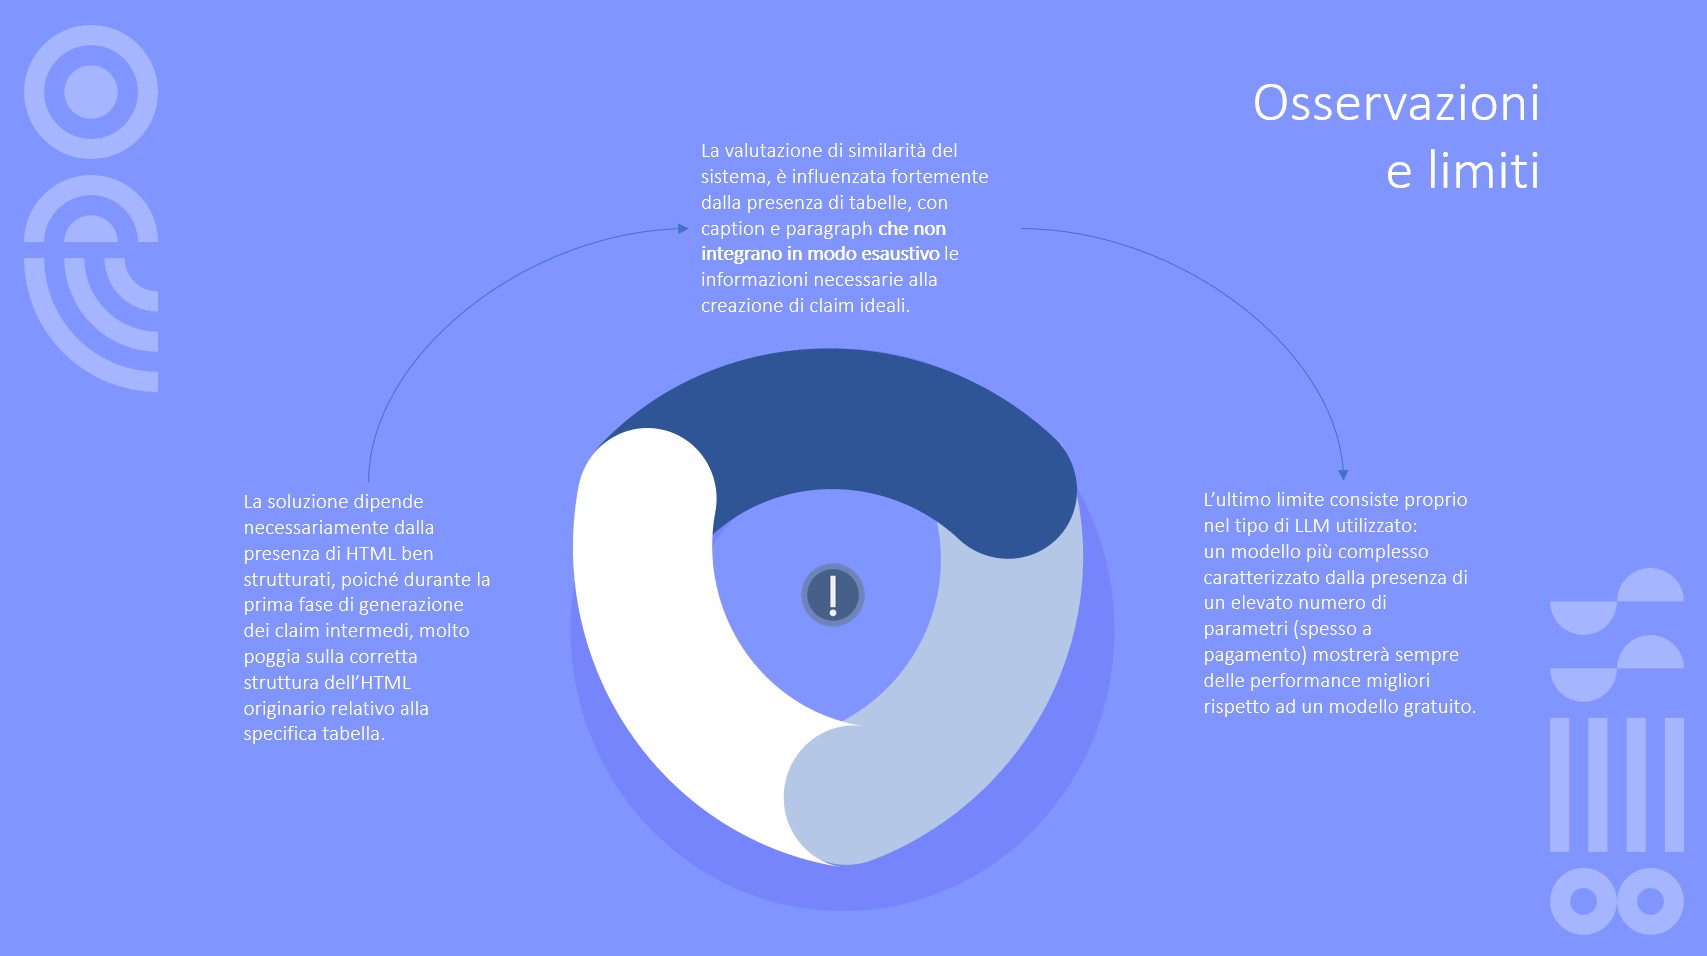 Osservazioni
e limiti
La valutazione di similarità del
sistema, è influenzata fortemente
dalla presenza di tabelle, con
caption e paragraph che non
integrano in modo esaustivo le
informazioni necessarie alla
creazione di claim ideali.
La soluzione dipende
necessariamente dalla
presenza di HTML ben
strutturati, poiché durante la
prima fase di generazione
dei claim intermedi, molto
poggia sulla corretta
struttura dell’HTML
originario relativo alla
specifica tabella.
L’ultimo limite consiste proprio
nel tipo di LLM utilizzato:
un modello più complesso
caratterizzato dalla presenza di
un elevato numero di
parametri (spesso a
pagamento) mostrerà sempre
delle performance migliori
rispetto ad un modello gratuito.